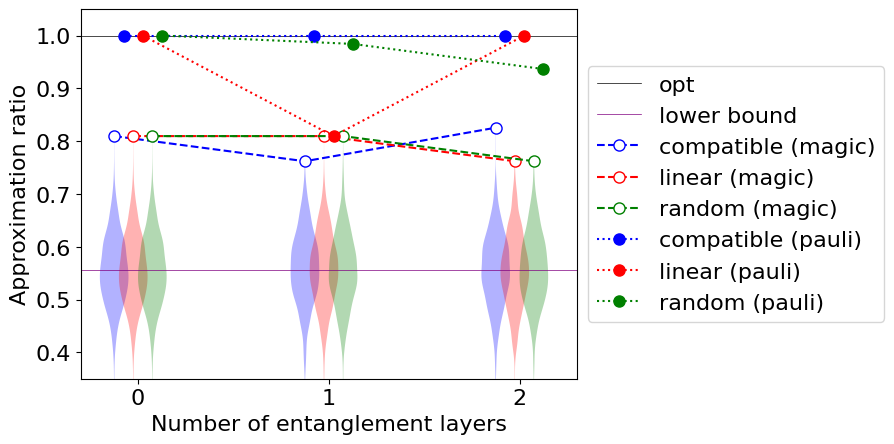 Approximation ratio
1.0
0.9
0.8
0.7
0.6
0.5
0.4
0
1
2
Number of entanglement layers
opt
lower bound
compatible (magic)
linear (magic)
random (magic)
compatible (pauli)
linear (pauli)
random (pauli)